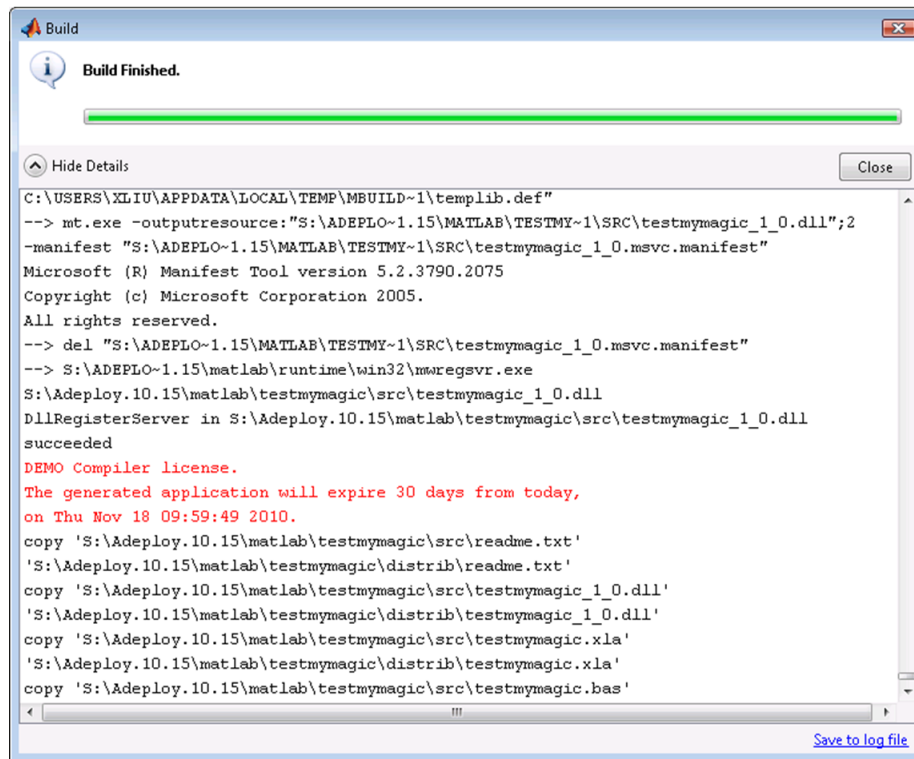 Build
Build Finished.
Hide Details
Close
C:\USERS\XLIU\APPDATA\LOCAL\TEMP\MBUILD~1\templib.def"
--> mt.exe -outputresource:"S:\ADEPLO~1.15\MATLAB\TESTMY~1\SRC\testmymagic_1_0.dll";2
-manifest "S:\ADEPLO~1.15\MATLAB\TESTMY~1\SRC\testmymagic_1_0.msvc.manifest"
Microsoft (R) Manifest Tool version 5.2.3790.2075
Copyright (c) Microsoft Corporation 2005.
All rights reserved.
--> del "S:\ADEPLO~1.15\MATLAB\TESTMY~1\SRC\testmymagic_1_0.msvc.manifest"
--> S:\ADEPLO~1.15\matlab\runtime\win32\mwregsvr.exe
S:\Adeploy.10.15\matlab\testmymagic\src\testmymagic_1_0.dll
DllRegisterServer in S:\Adeploy.10.15\matlab\testmymagic\src\testmymagic_1_0.dll
succeeded
DEMO Compiler license.
The generated application will expire 30 days from today,
on Thu Nov 18 09:59:49 2010.
copy 'S:\Adeploy.10.15\matlab\testmymagic\src\readme.txt'
'S:\Adeploy.10.15\matlab\testmymagic\distrib\readme.txt'
copy 'S:\Adeploy.10.15\matlab\testmymagic\src\testmymagic_1_0.dll'
'S:\Adeploy.10.15\matlab\testmymagic\distrib\testmymagic_1_0.dll'
copy 'S:\Adeploy.10.15\matlab\testmymagic\src\testmymagic.xla'
'S:\Adeploy.10.15\matlab\testmymagic\distrib\testmymagic.xla'
copy 'S:\Adeploy.10.15\matlab\testmymagic\src\testmymagic.bas'
Save to log file